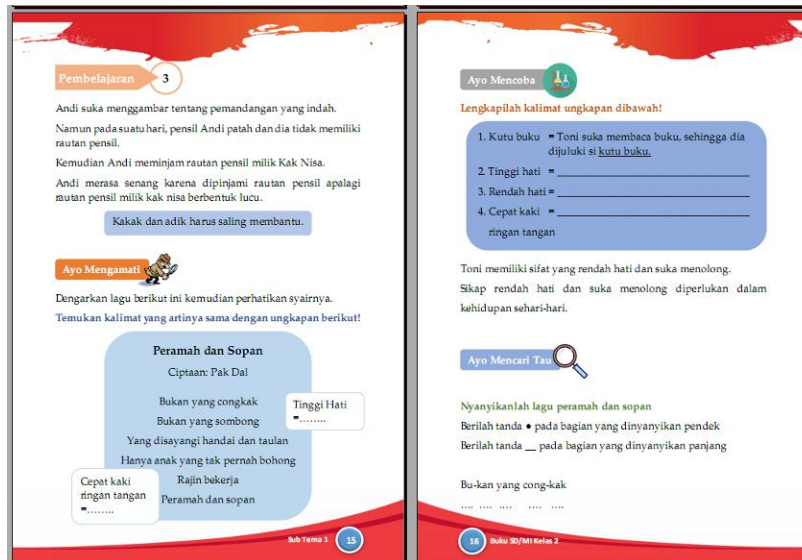 Pembelajaran 3
Andi suka menggambar tentang pemandangan yang indah.
Namun pada suatu hari, pensil Andi patah dan dia tidak memiliki
rautan pensil.
Kemudian Andi meminjam rautan pensil milik Kak Nisa.
Andi merasa senang karena dipinjami rautan pensil apalagi
rautan pensil milik kak nisa berbentuk lucu.
Kakak dan adik harus saling membantu.
Ayo Mengamati
Dengarkan lagu berikut ini kemudian perhatikan syairnya.
Temukan kalimat yang artinya sama dengan ungkapan berikut!
Peramah dan Sopan
Ciptaan: Pak Dal
Bukan yang congkak
Bukan yang sombong
Yang disayangi handai dan taulan
Hanya anak yang tak pernah bohong
Rajin bekerja
Peramah dan sopan
Tinggi Hati
=........
Cepat kaki
ringan tangan
=........
Sub Tema 1 15
Ayo Mencoba
Lengkapilah kalimat ungkapan dibawah!
1. Kutu buku = Toni suka membaca buku, sehingga dia
dijuluki si kutu buku.
2. Tinggi hati = ____________________
3. Rendah hati = ____________________
4. Cepat kaki = ____________________
ringan tangan
Toni memiliki sifat yang rendah hati dan suka menolong.
Sikap rendah hati dan suka menolong diperlukan dalam
kehidupan sehari-hari.
Ayo Mencari Tau
Nyanyikanlah lagu peramah dan sopan
Berilah tanda ● pada bagian yang dinyanyikan pendek
Berilah tanda __ pada bagian yang dinyanyikan panjang
Bu-kan yang cong-kak
.... .... .... .... ....
16 Buku SD/MI Kelas 2